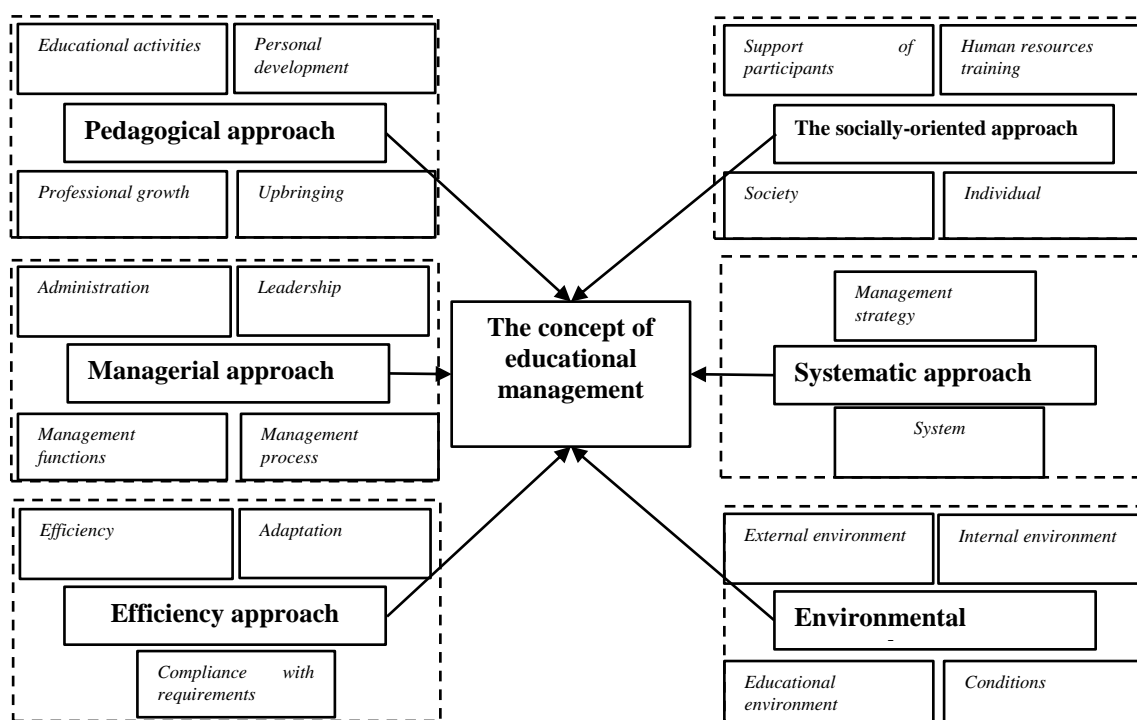 Educational activities
Personal
development
Pedagogical approach
Professional growth
Upbringing
Support of
participants
Human resources
training
The socially-oriented approach
Society
Individual
Administration
Leadership
Managerial approach
Management
functions
Management
process
The concept of
educational
management
Management
strategy
Systematic approach
System
Efficiency
Adaptation
Efficiency approach
Compliance with
requirements
External environment
Internal environment
Environmental
Educational
environment
Conditions